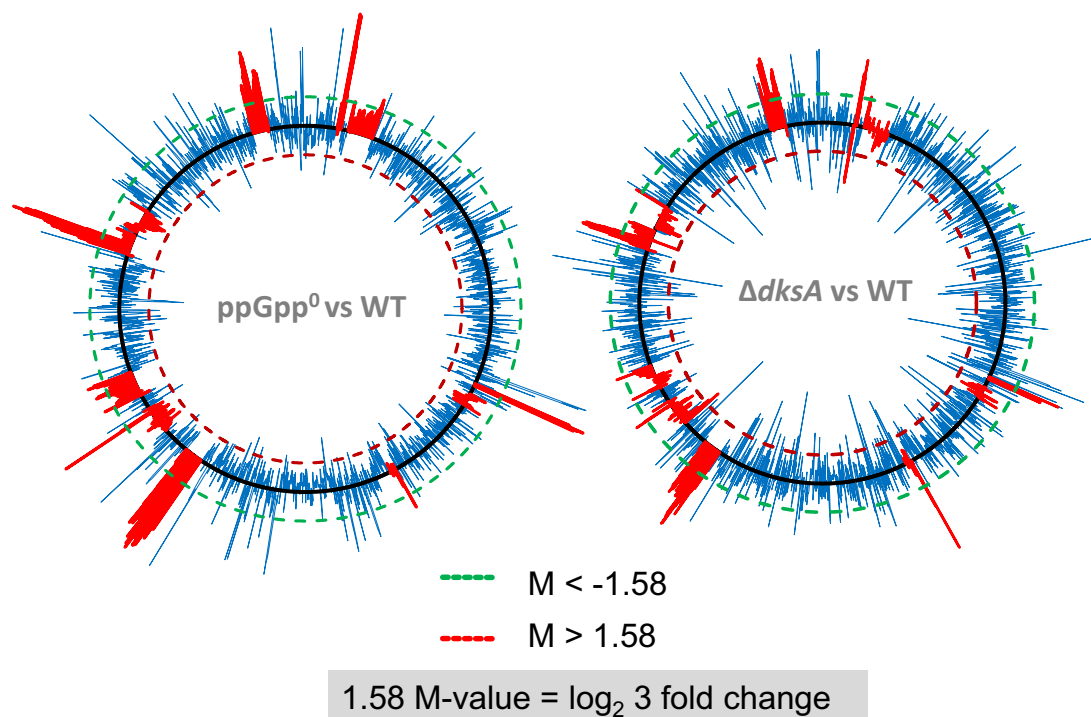 ppGpp⁰ vs WT
ΔdksA vs WT
M < -1.58
M > 1.58
1.58 M-value = log₂ 3 fold change